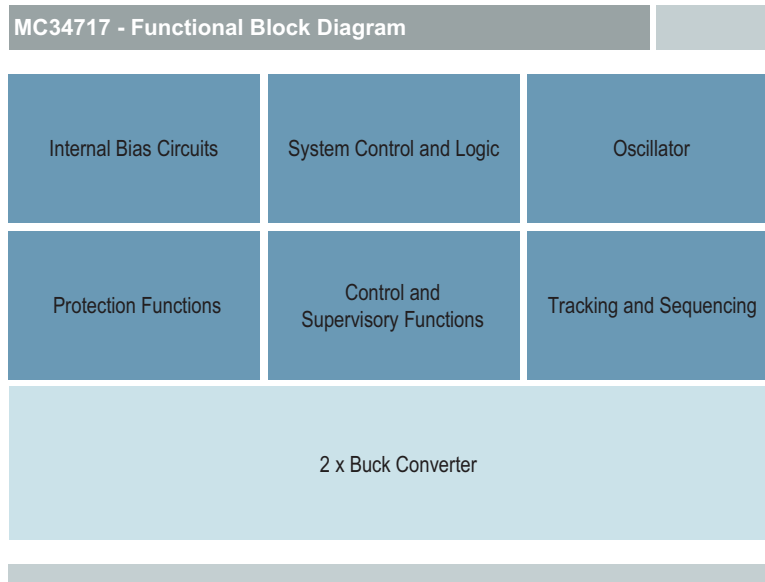 MC34717 - Functional Block Diagram
Internal Bias Circuits
System Control and Logic
Oscillator
Protection Functions
Control and
Supervisory Functions
Tracking and Sequencing
2 x Buck Converter